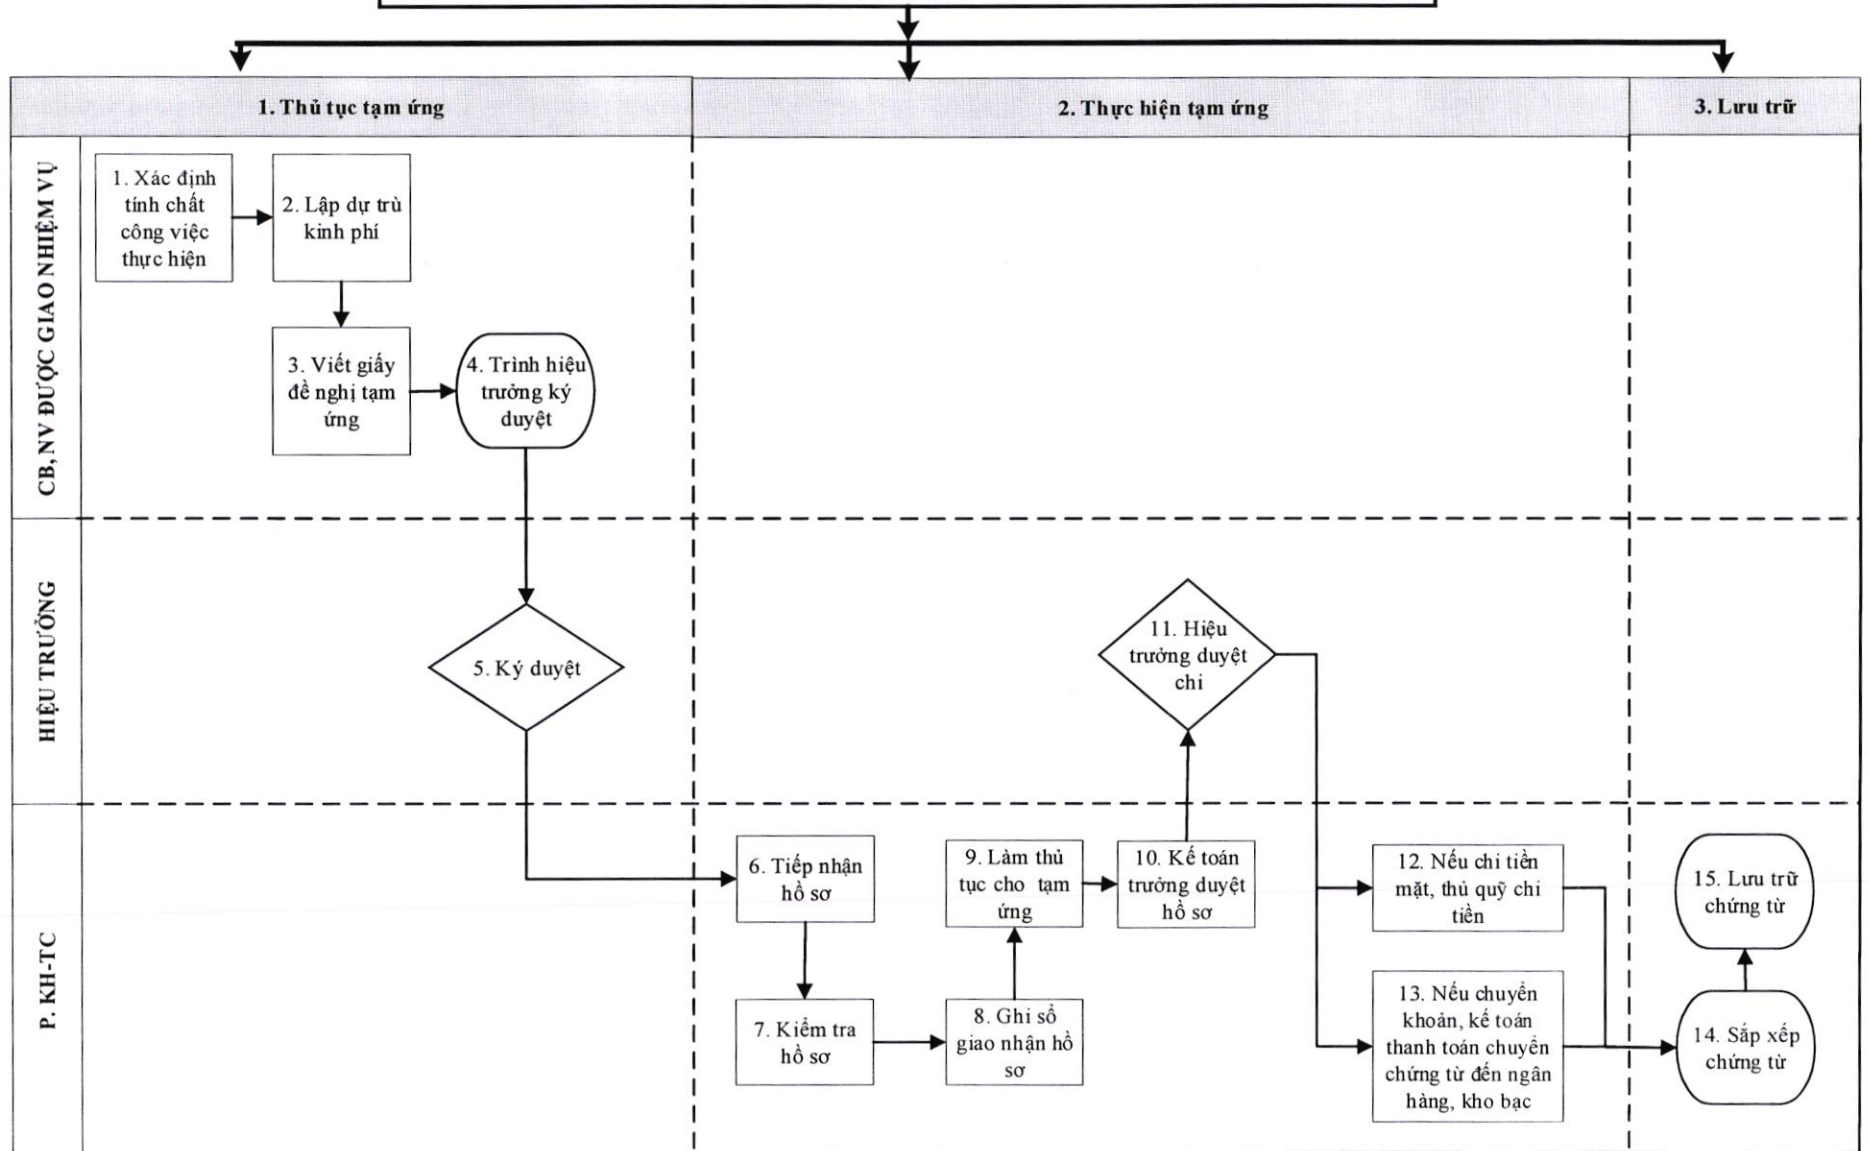 1. Thủ tục tạm ứng
2. Thực hiện tạm ứng
3. Lưu trữ
CB,NV ĐƯỢC GIAO NHIỆM VỤ
1. Xác định
tính chất
công việc
thực hiện
2. Lập dự trù
kinh phí
3. Viết giấy
đề nghị tạm
ứng
4. Trình hiệu
trưởng ký
duyệt
HIỆU TRƯỞNG
5. Ký duyệt
11. Hiệu
trưởng duyệt
chi
P. KH-TC
6. Tiếp nhận
hồ sơ
7. Kiểm tra
hồ sơ
8. Ghi sổ
giao nhận hồ
sơ
9. Làm thủ
tục cho tạm
ứng
10. Kế toán
trưởng duyệt
hồ sơ
12. Nếu chi tiền
mặt, thủ quỹ chi
tiền
13. Nếu chuyển
khoản, kế toán
thanh toán chuyển
chứng từ đến ngân
hàng, kho bạc
14. Sắp xếp
chứng từ
15. Lưu trữ
chứng từ